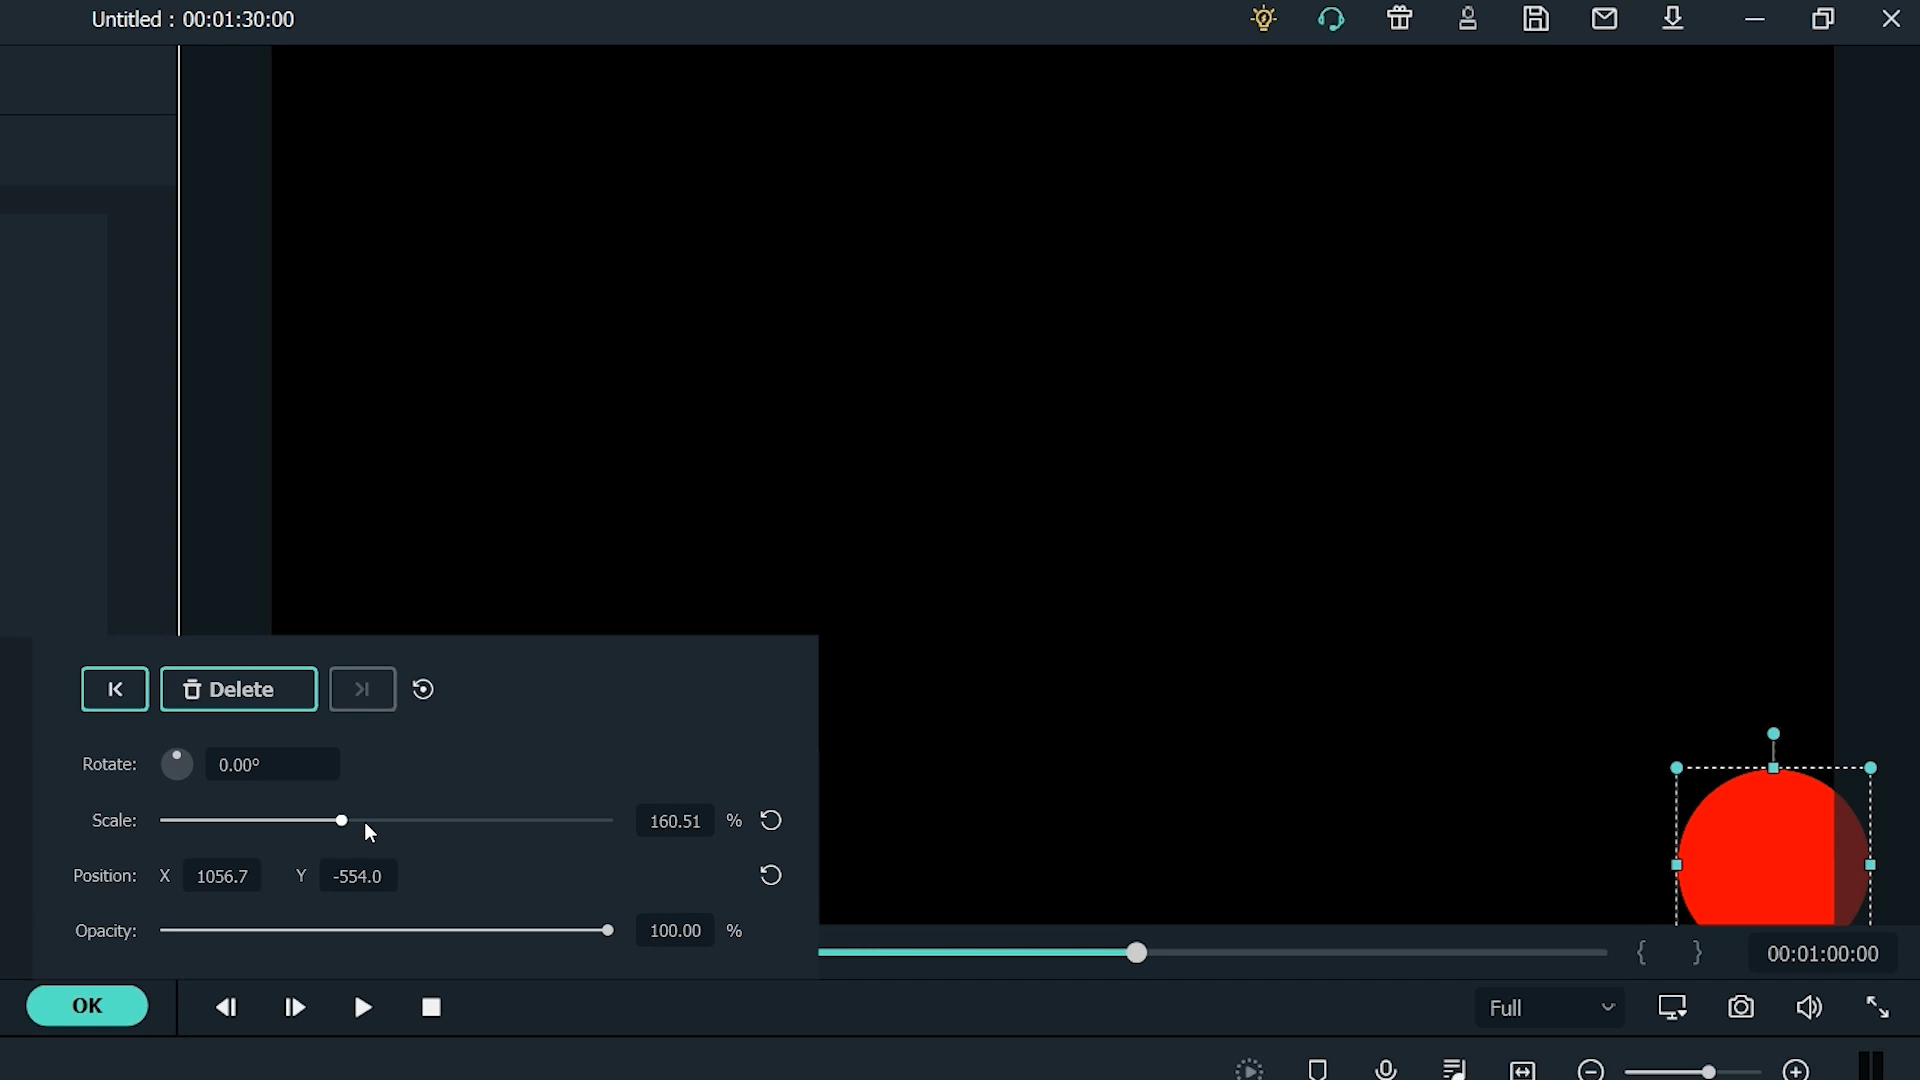 Untitled : 00:01:30:00
Delete
Rotate: 0.00°
Scale: 160.51 %
Position: X 1056.7 Y -554.0
Opacity: 100.00 %
{ } 00:01:00:00
OK
Full